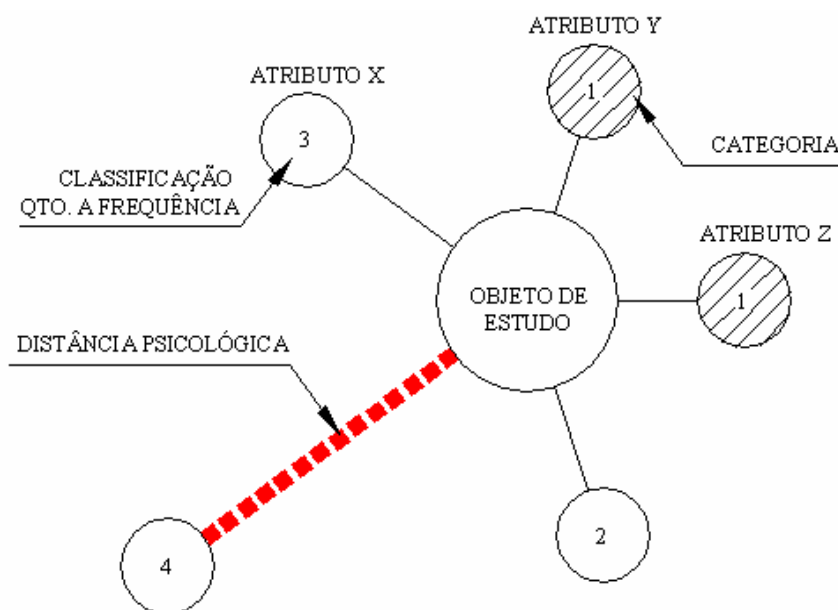 ATRIBUTO Y
ATRIBUTO X
1
3
CATEGORIA
CLASSIFICAÇÃO
QTO. A FREQUÊNCIA
ATRIBUTO Z
OBJETO DE
ESTUDO
1
DISTÂNCIA PSICOLÓGICA
2
4